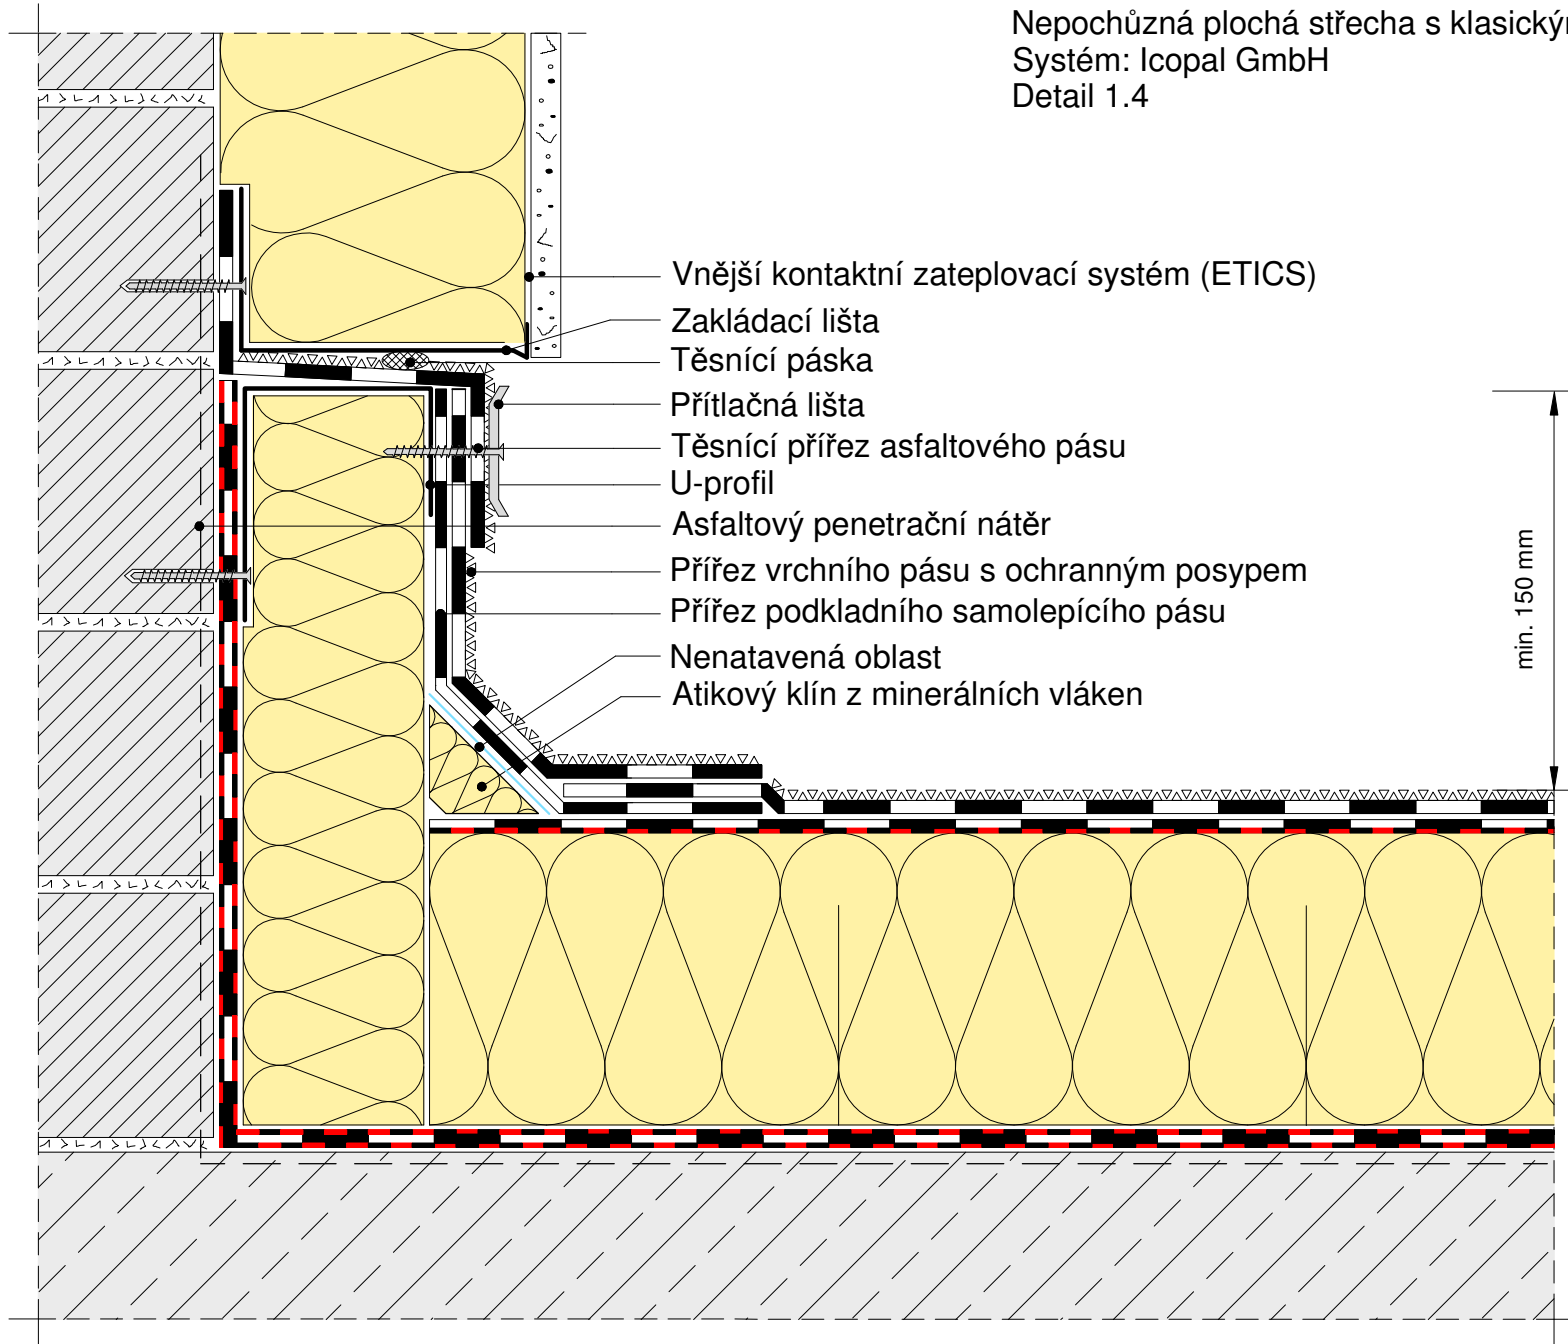 Nepochůzná plochá střecha s
Systém: Icopal GmbH
Detail 1.4
Vnější kontaktní zateplovací systém (ETICS)
Zakládací lišta
Těsnící páska
Přítlačná lišta
Těsnící přířez asfaltového pásu
U-profil
Asfaltový penetrační nátěr
Přířez vrchního pásu s ochranným posypem
Přířez podkladního samolepícího pásu
Nenatavená oblast
Atikový klín z minerálních vláken
min. 150 mm